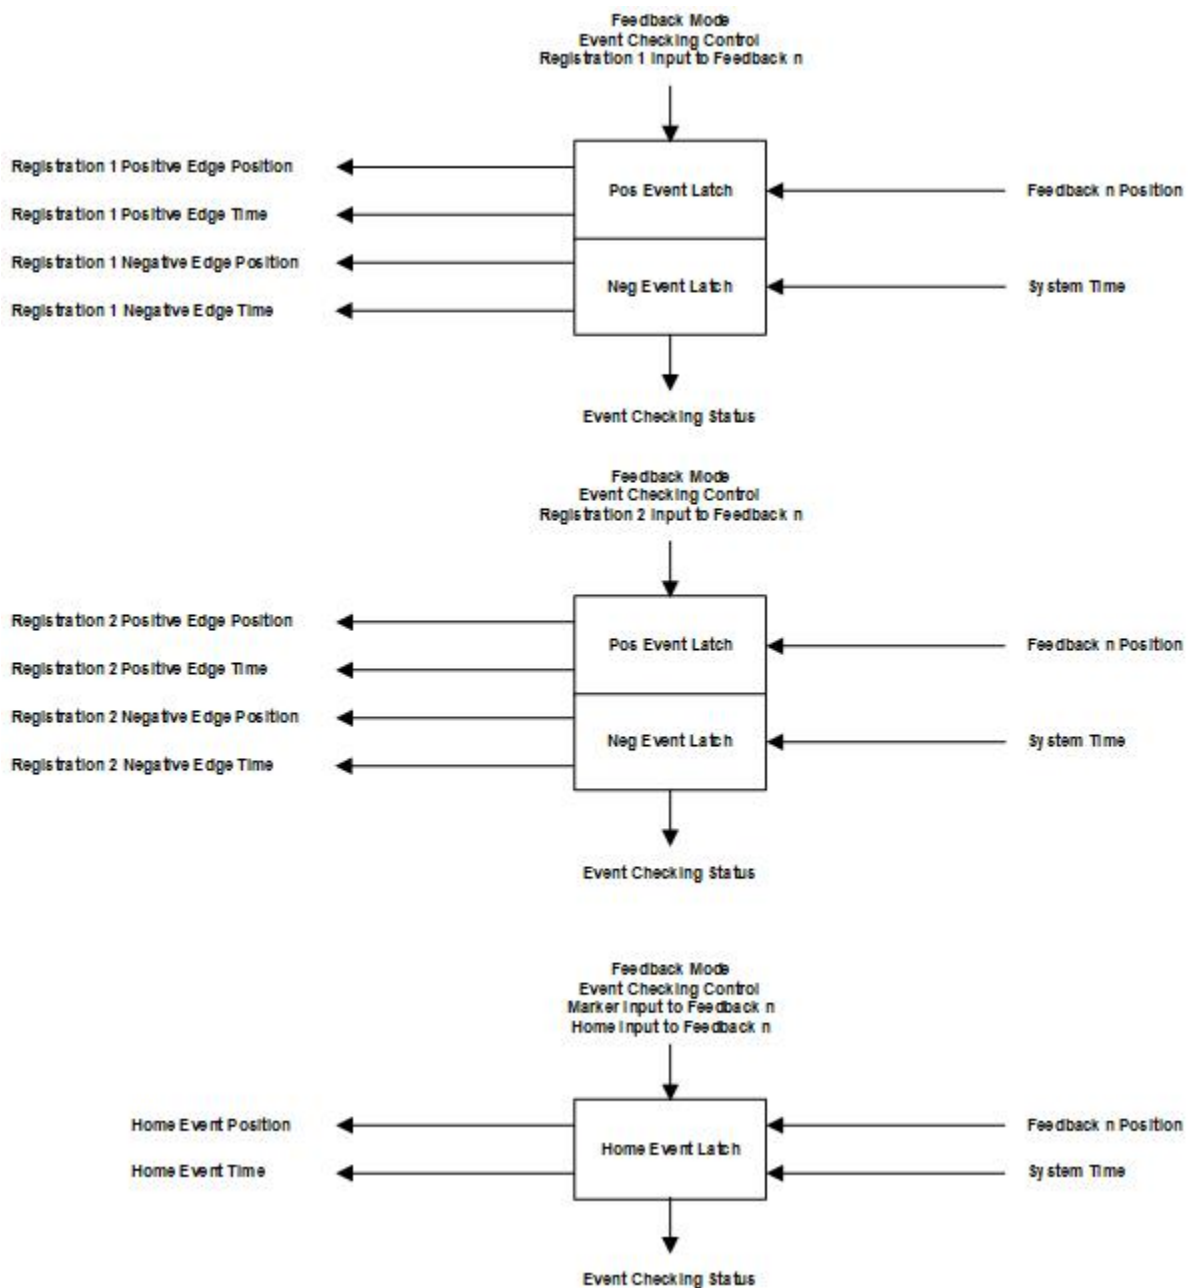 Feedback Mode
Event Checking Control
Registration 1 Input to Feedback n
Registration 1 Positive Edge Position
Pos Event Latch
Feedback n Position
Registration 1 Positive Edge Time
Registration 1 Negative Edge Position
Neg Event Latch
System Time
Registration 1 Negative Edge Time
Event Checking Status
Feedback Mode
Event Checking Control
Registration 2 Input to Feedback n
Registration 2 Positive Edge Position
Pos Event Latch
Feedback n Position
Registration 2 Positive Edge Time
Registration 2 Negative Edge Position
Neg Event Latch
System Time
Registration 2 Negative Edge Time
Event Checking Status
Feedback Mode
Event Checking Control
Marker Input to Feedback n
Home Input to Feedback n
Home Event Position
Home Event Latch
Feedback n Position
Home Event Time
System Time
Event Checking Status